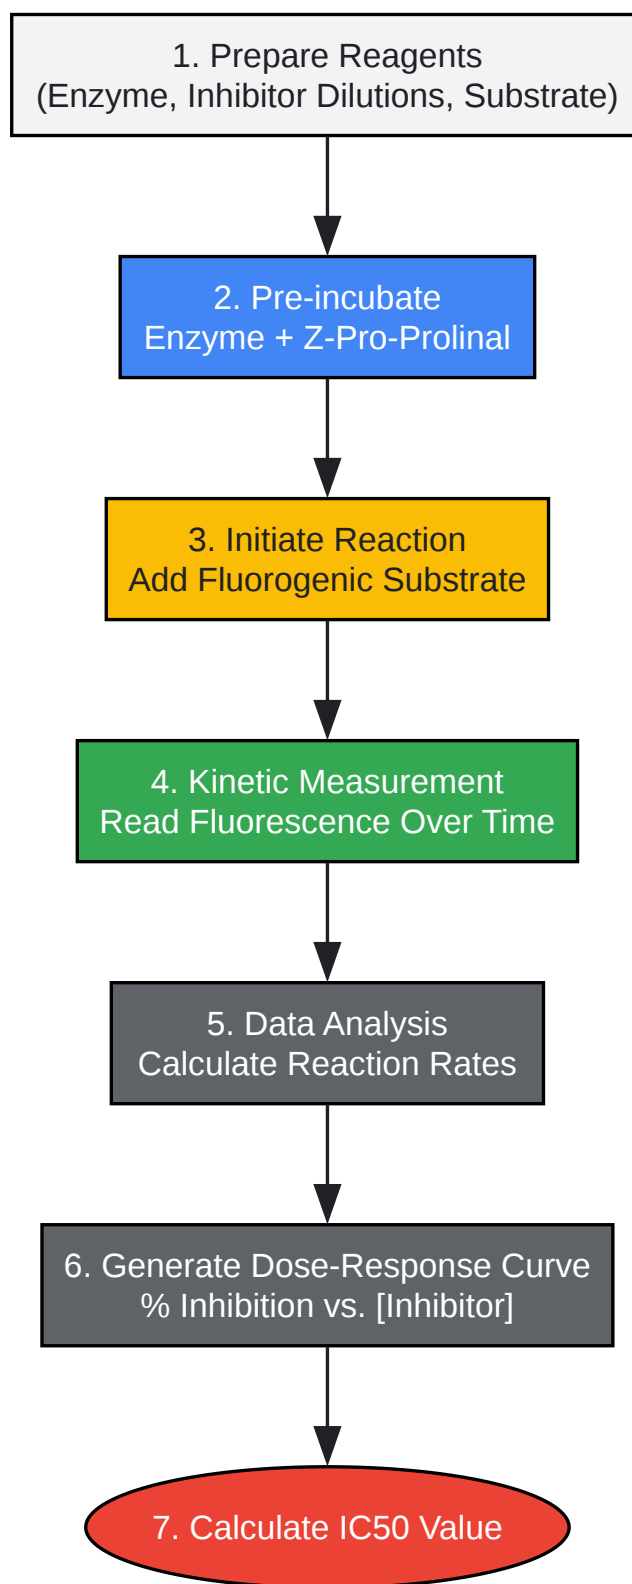 1. Prepare Reagents
(Enzyme, Inhibitor Dilutions, Substrate)
2. Pre-incubate
Enzyme + Z-Pro-Prolinal
3. Initiate Reaction
Add Fluorogenic Substrate
4. Kinetic Measurement
Read Fluorescence Over Time
5. Data Analysis
Calculate Reaction Rates
6. Generate Dose-Response Curve
% Inhibition vs. [Inhibitor]
7. Calculate IC50 Value